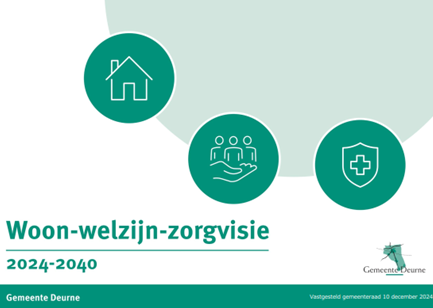 Woon-welzijn-zorgvisie
2024-2040
Gemeente Deurne
Gemeente Deurne
Vastgesteld gemeenteraad 10 december 2024